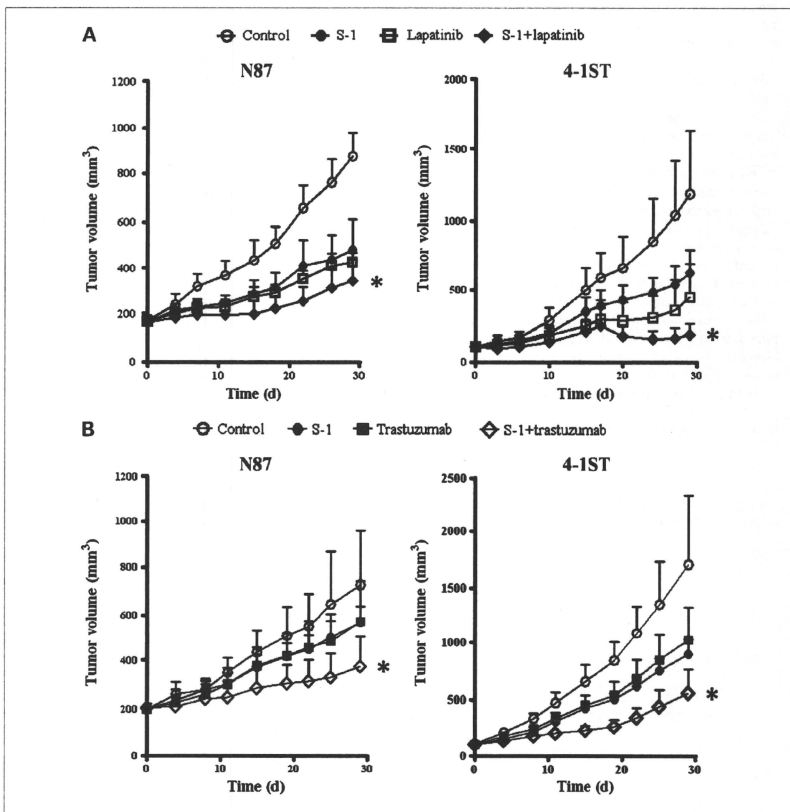 A
Control S-1 Lapatinib S-1+lapatinib
N87
Tumor volume (mm3)
1200
1000
800
600
400
200
0
0 10 20 30
Time (d)
*
4-1ST
Tumor volume (mm3)
2000
1500
1000
500
0
0 10 20 30
Time (d)
*
B
Control S-1 Trastuzumab S-1+trastuzumab
N87
Tumor volume (mm3)
1200
1000
800
600
400
200
0
0 10 20 30
Time (d)
*
4-1ST
Tumor volume (mm3)
2500
2000
1500
1000
500
0
0 10 20 30
Time (d)
*